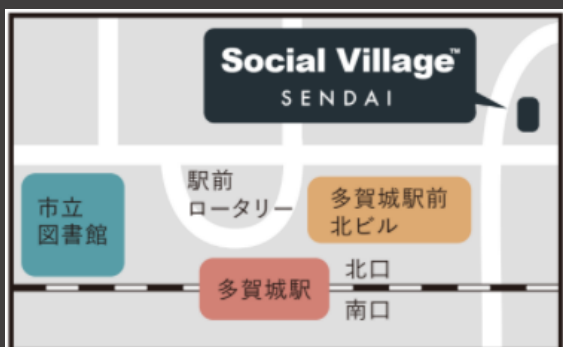 Social Village™
SENDAI
駅前
ロータリー
多賀城駅前
北ビル
市立
図書館
多賀城駅
北口
南口